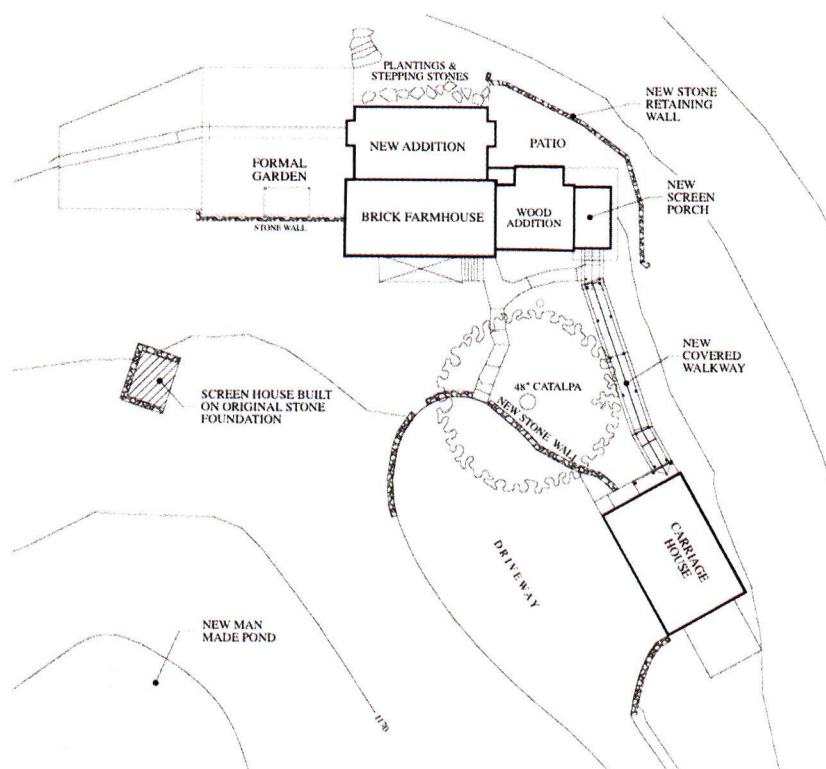 PLANTINGS &
STEPPING STONES
NEW STONE
RETAINING
WALL
NEW ADDITION
PATIO
FORMAL
GARDEN
NEW
SCREEN
PORCH
BRICK FARMHOUSE
WOOD
ADDITION
STONE WALL
NEW
COVERED
WALKWAY
48" CATALPA
SCREEN HOUSE BUILT
ON ORIGINAL STONE
FOUNDATION
NEW STONE WALL
CARRIAGE
HOUSE
DRIVEWAY
NEW MAN
MADE POND
1170